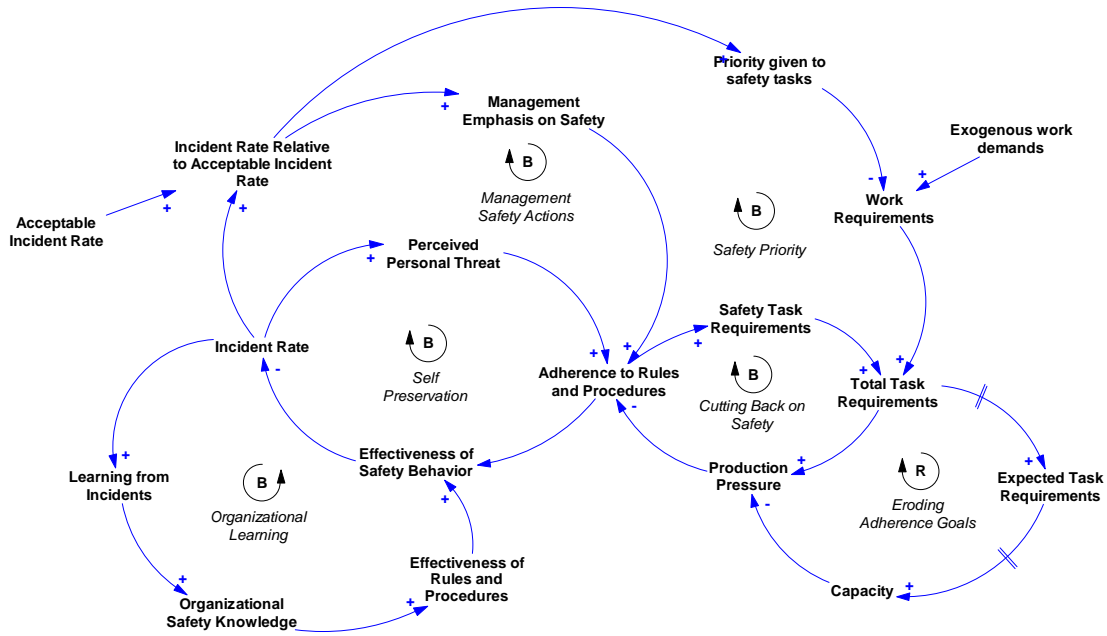 Priority given to
safety tasks
Management
Emphasis on Safety
Exogenous work
demands
Incident Rate Relative
to Acceptable Incident
Rate
B
Management
Safety Actions
Acceptable
Incident Rate
Work
Requirements
B
Safety Priority
Perceived
Personal Threat
Safety Task
Requirements
Incident Rate
B
Self
Preservation
Adherence to Rules
and Procedures
B
Cutting Back on
Safety
Total Task
Requirements
Effectiveness of
Safety Behavior
Production
Pressure
R
Eroding
Adherence Goals
Expected Task
Requirements
Learning from
Incidents
B
Organizational
Learning
Effectiveness of
Rules and
Procedures
Capacity
Organizational
Safety Knowledge